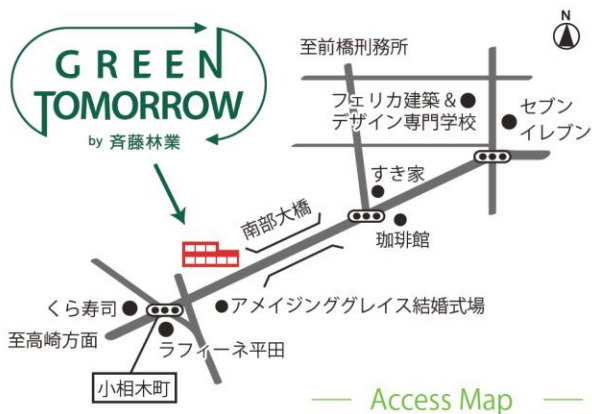 GREEN
TOMORROW
by 斉藤林業
N
至前橋刑務所
フェリカ建築&
デザイン専門学校
セブン
イレブン
すき家
南部大橋
珈琲館
くら寿司
アメイジンググレイス結婚式場
至高崎方面
ラフィーネ平田
小相木町
Access Map